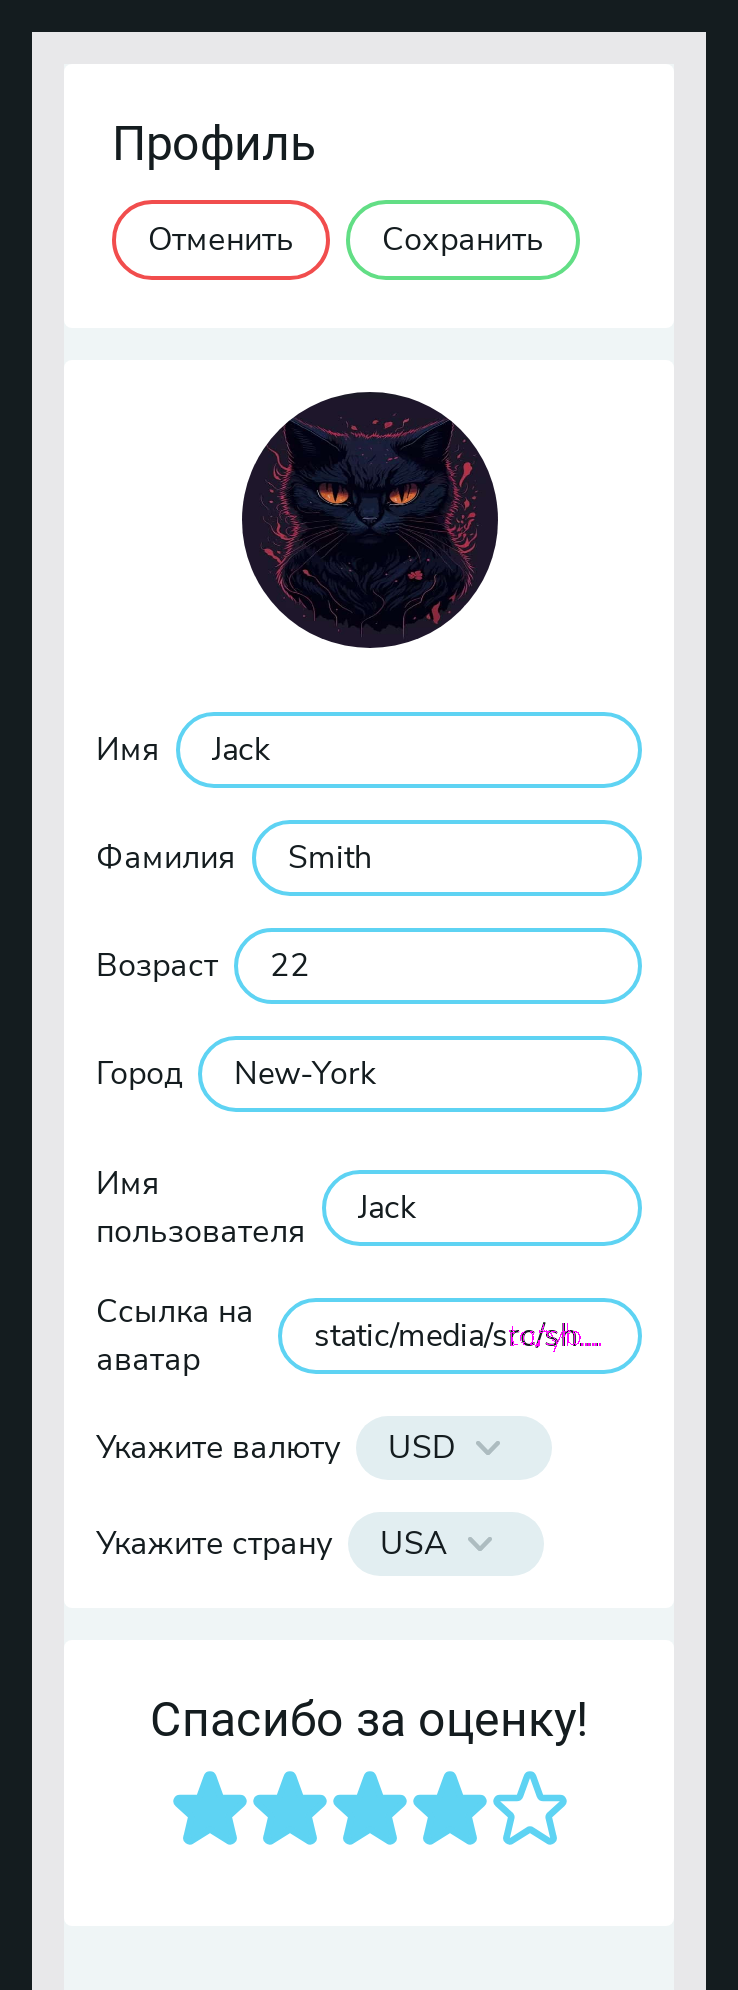 Профиль
Отменить Сохранить
Имя Jack
Фамилия Smith
Возраст 22
Город New-York
Имя
пользователя
Jack
Ссылка на
аватар
static/media/src/sh...
Укажите валюту USD
Укажите страну USA
Спасибо за оценку!